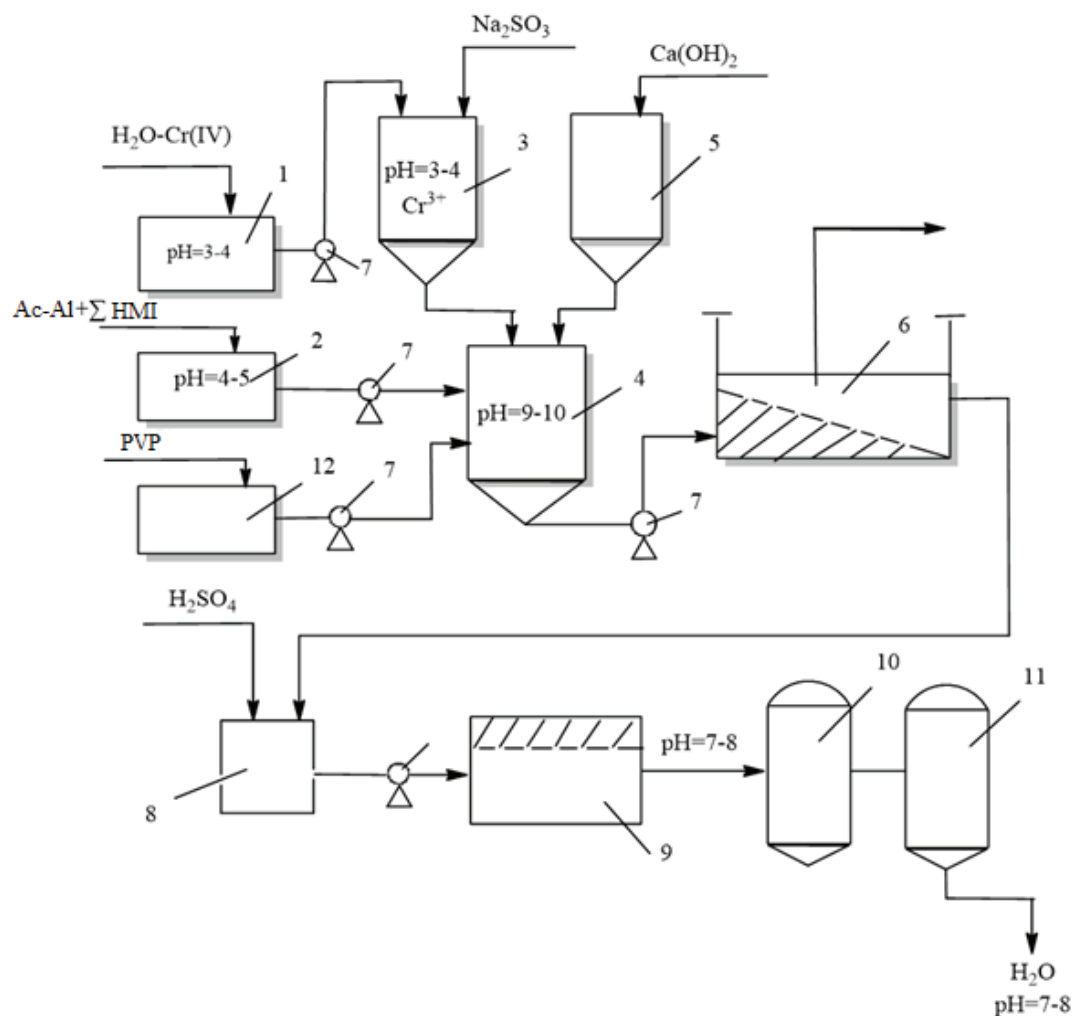 Na₂SO₃
Ca(OH)₂
H₂O-Cr(IV)
1
pH=3-4
7
pH=3-4
Cr³⁺
3
5
Ac-Al+∑ HMI
2
pH=4-5
7
pH=9-10
4
6
PVP
12
7
7
H₂SO₄
8
9
pH=7-8
10
11
H₂O
pH=7-8